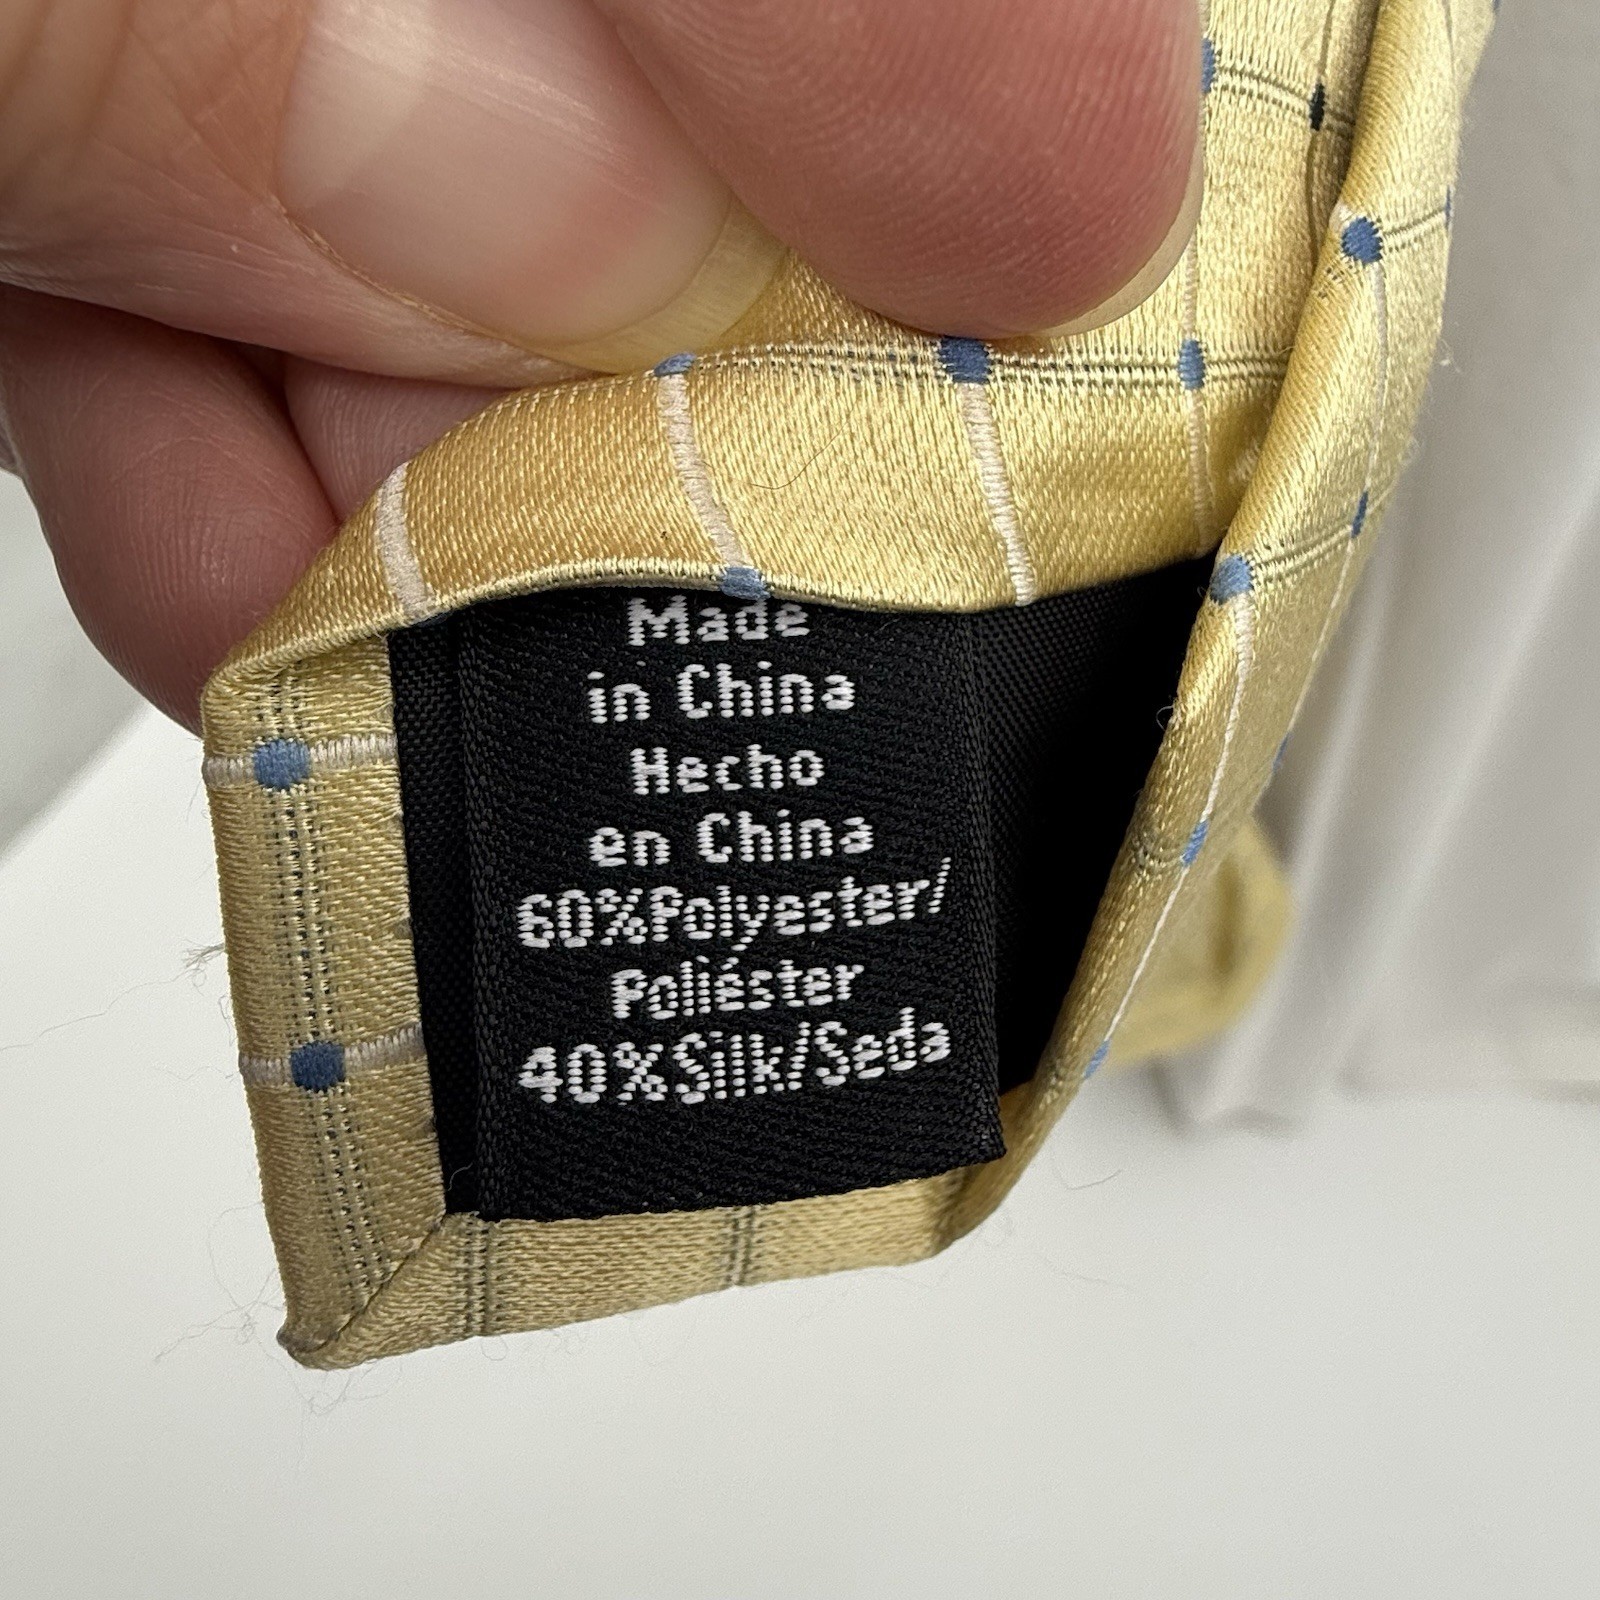 Made
in China
Hecho
en China
60%Polyester/
Poliéster
40%Silk/Seda